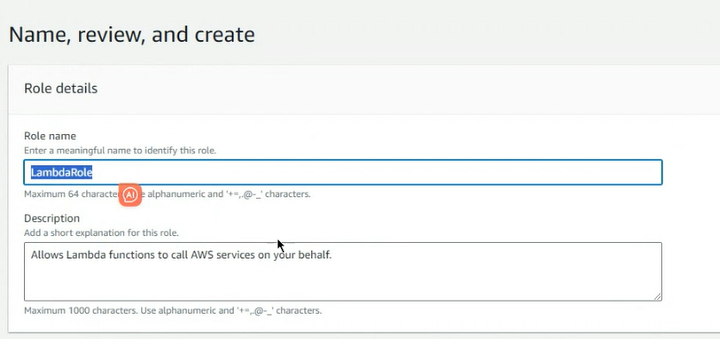 Name, review, and create
Role details
Role name
Enter a meaningful name to identify this role.
LambdaRole
Maximum 64 characte
AI
alphanumeric and '+=,.@-_' characters.
Description
Add a short explanation for this role.
Allows Lambda functions to call AWS services on your behalf.
Maximum 1000 characters. Use alphanumeric and '+=,.@-_' characters.